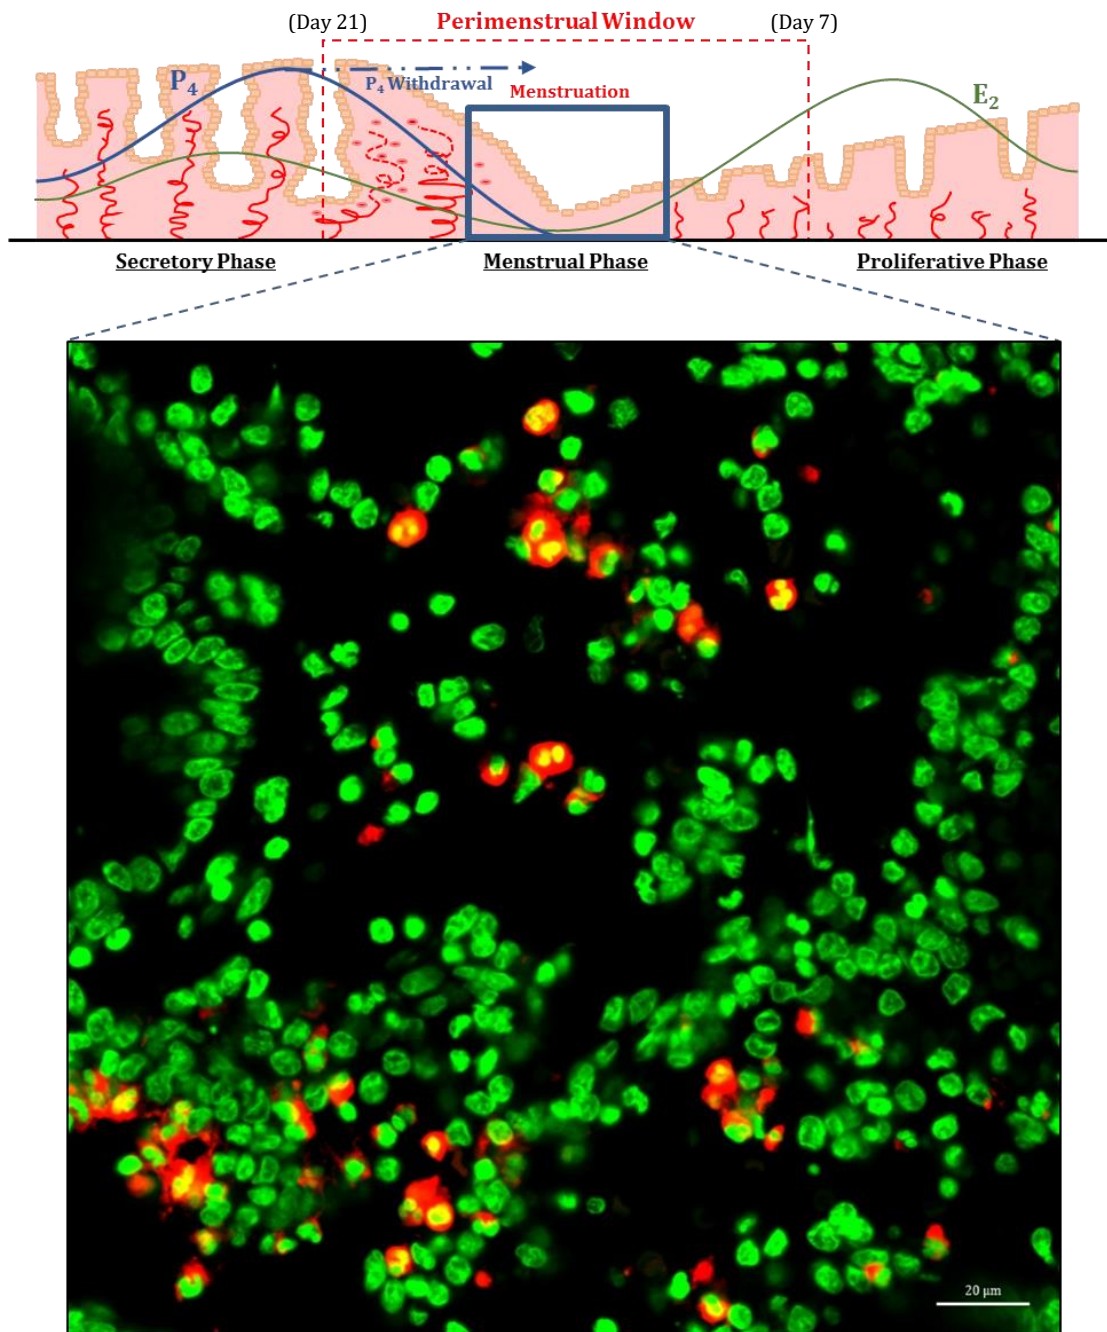 (Day 21)
Perimenstrual Window
(Day 7)
P₄
P₄ Withdrawal
Menstruation
E₂
Secretory Phase
Menstrual Phase
Proliferative Phase
20 μm